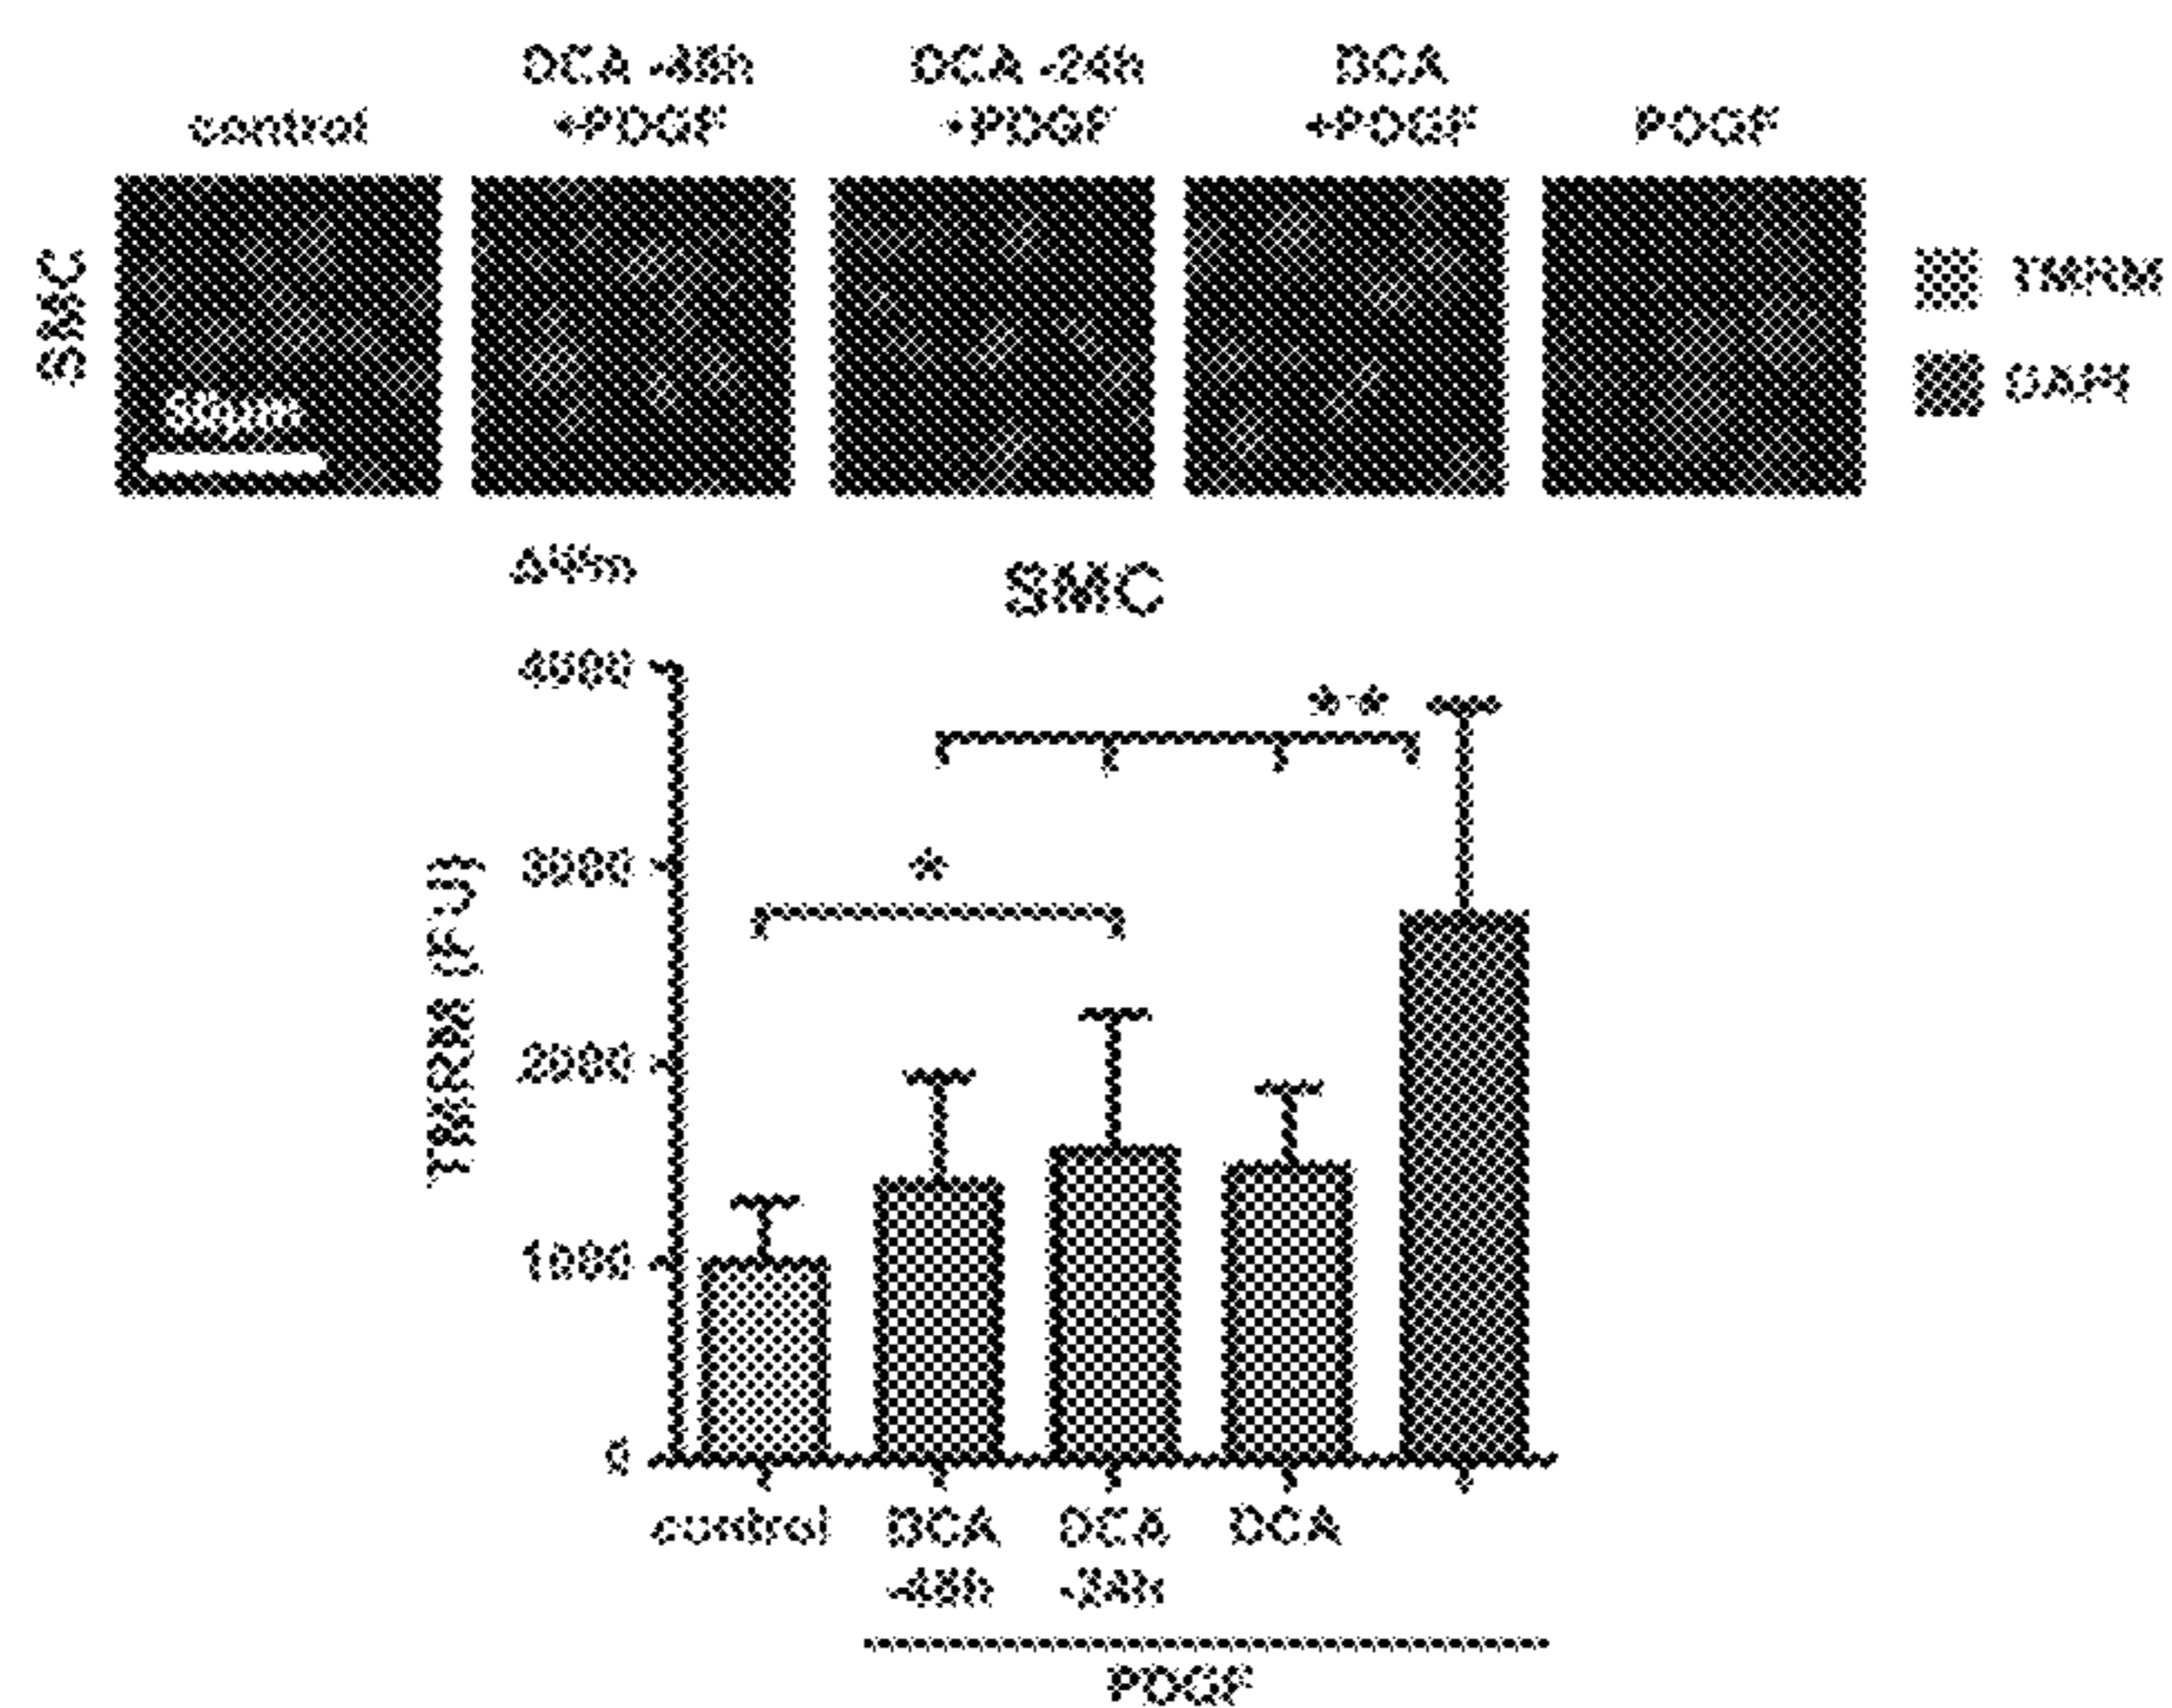 control
DCA -48h
+PDGF
DCA -24h
+PDGF
DCA
+PDGF
PDGF
SMC
50µm
TMRM
DAPI
ΔΨm
SMC
TMRM (FU)
4000
3000
2000
1000
0
**
*
control
DCA
-48h
DCA
-24h
DCA
PDGF